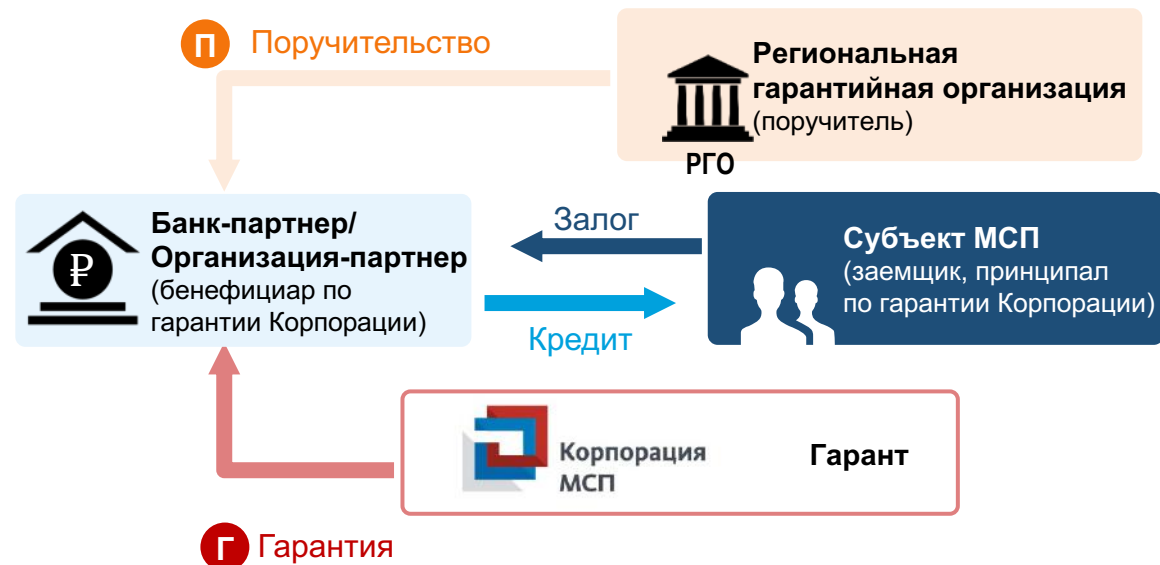 П Поручительство
Региональная
гарантийная организация
(поручитель)
РГО
₽
Банк-партнер/
Организация-партнер
(бенефициар по
гарантии Корпорации)
Залог
Кредит
Субъект МСП
(заемщик, принципал
по гарантии Корпорации)
Корпорация
МСП
Гарант
Г Гарантия